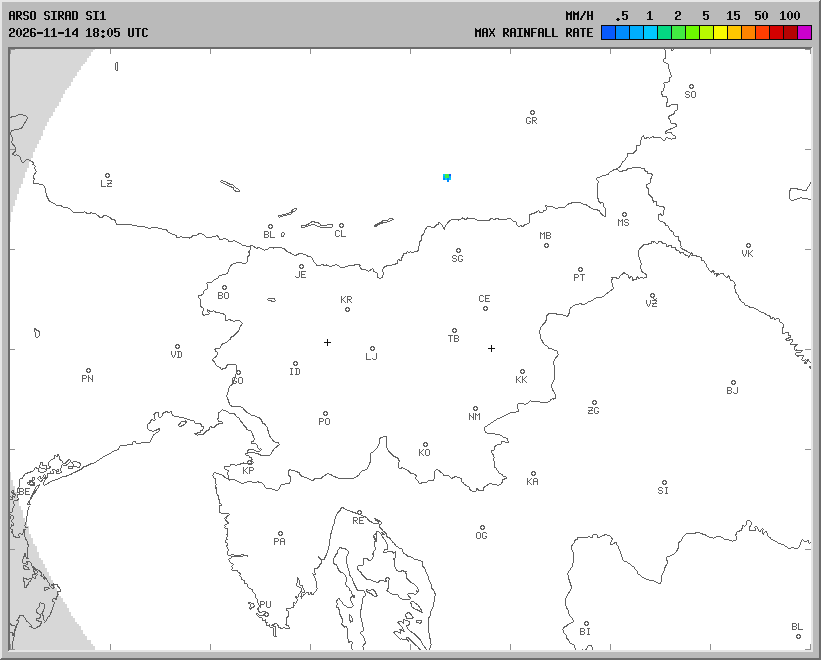 ARSO SIRAD SI1 MM/H .5 1 2 5 15 50 100
2026-11-14 18:05 UTC MAX RAINFALL RATE
SO
GR
LZ
MS
BL CL
MB
VK
SG
JE
PT
BO
KR CE
VZ
TB
VD LJ
ID
PN GO KK
BJ
ZG
NM
PO
KO
KP
KA
BE SI
RE
OG
PA
PU
BI BL